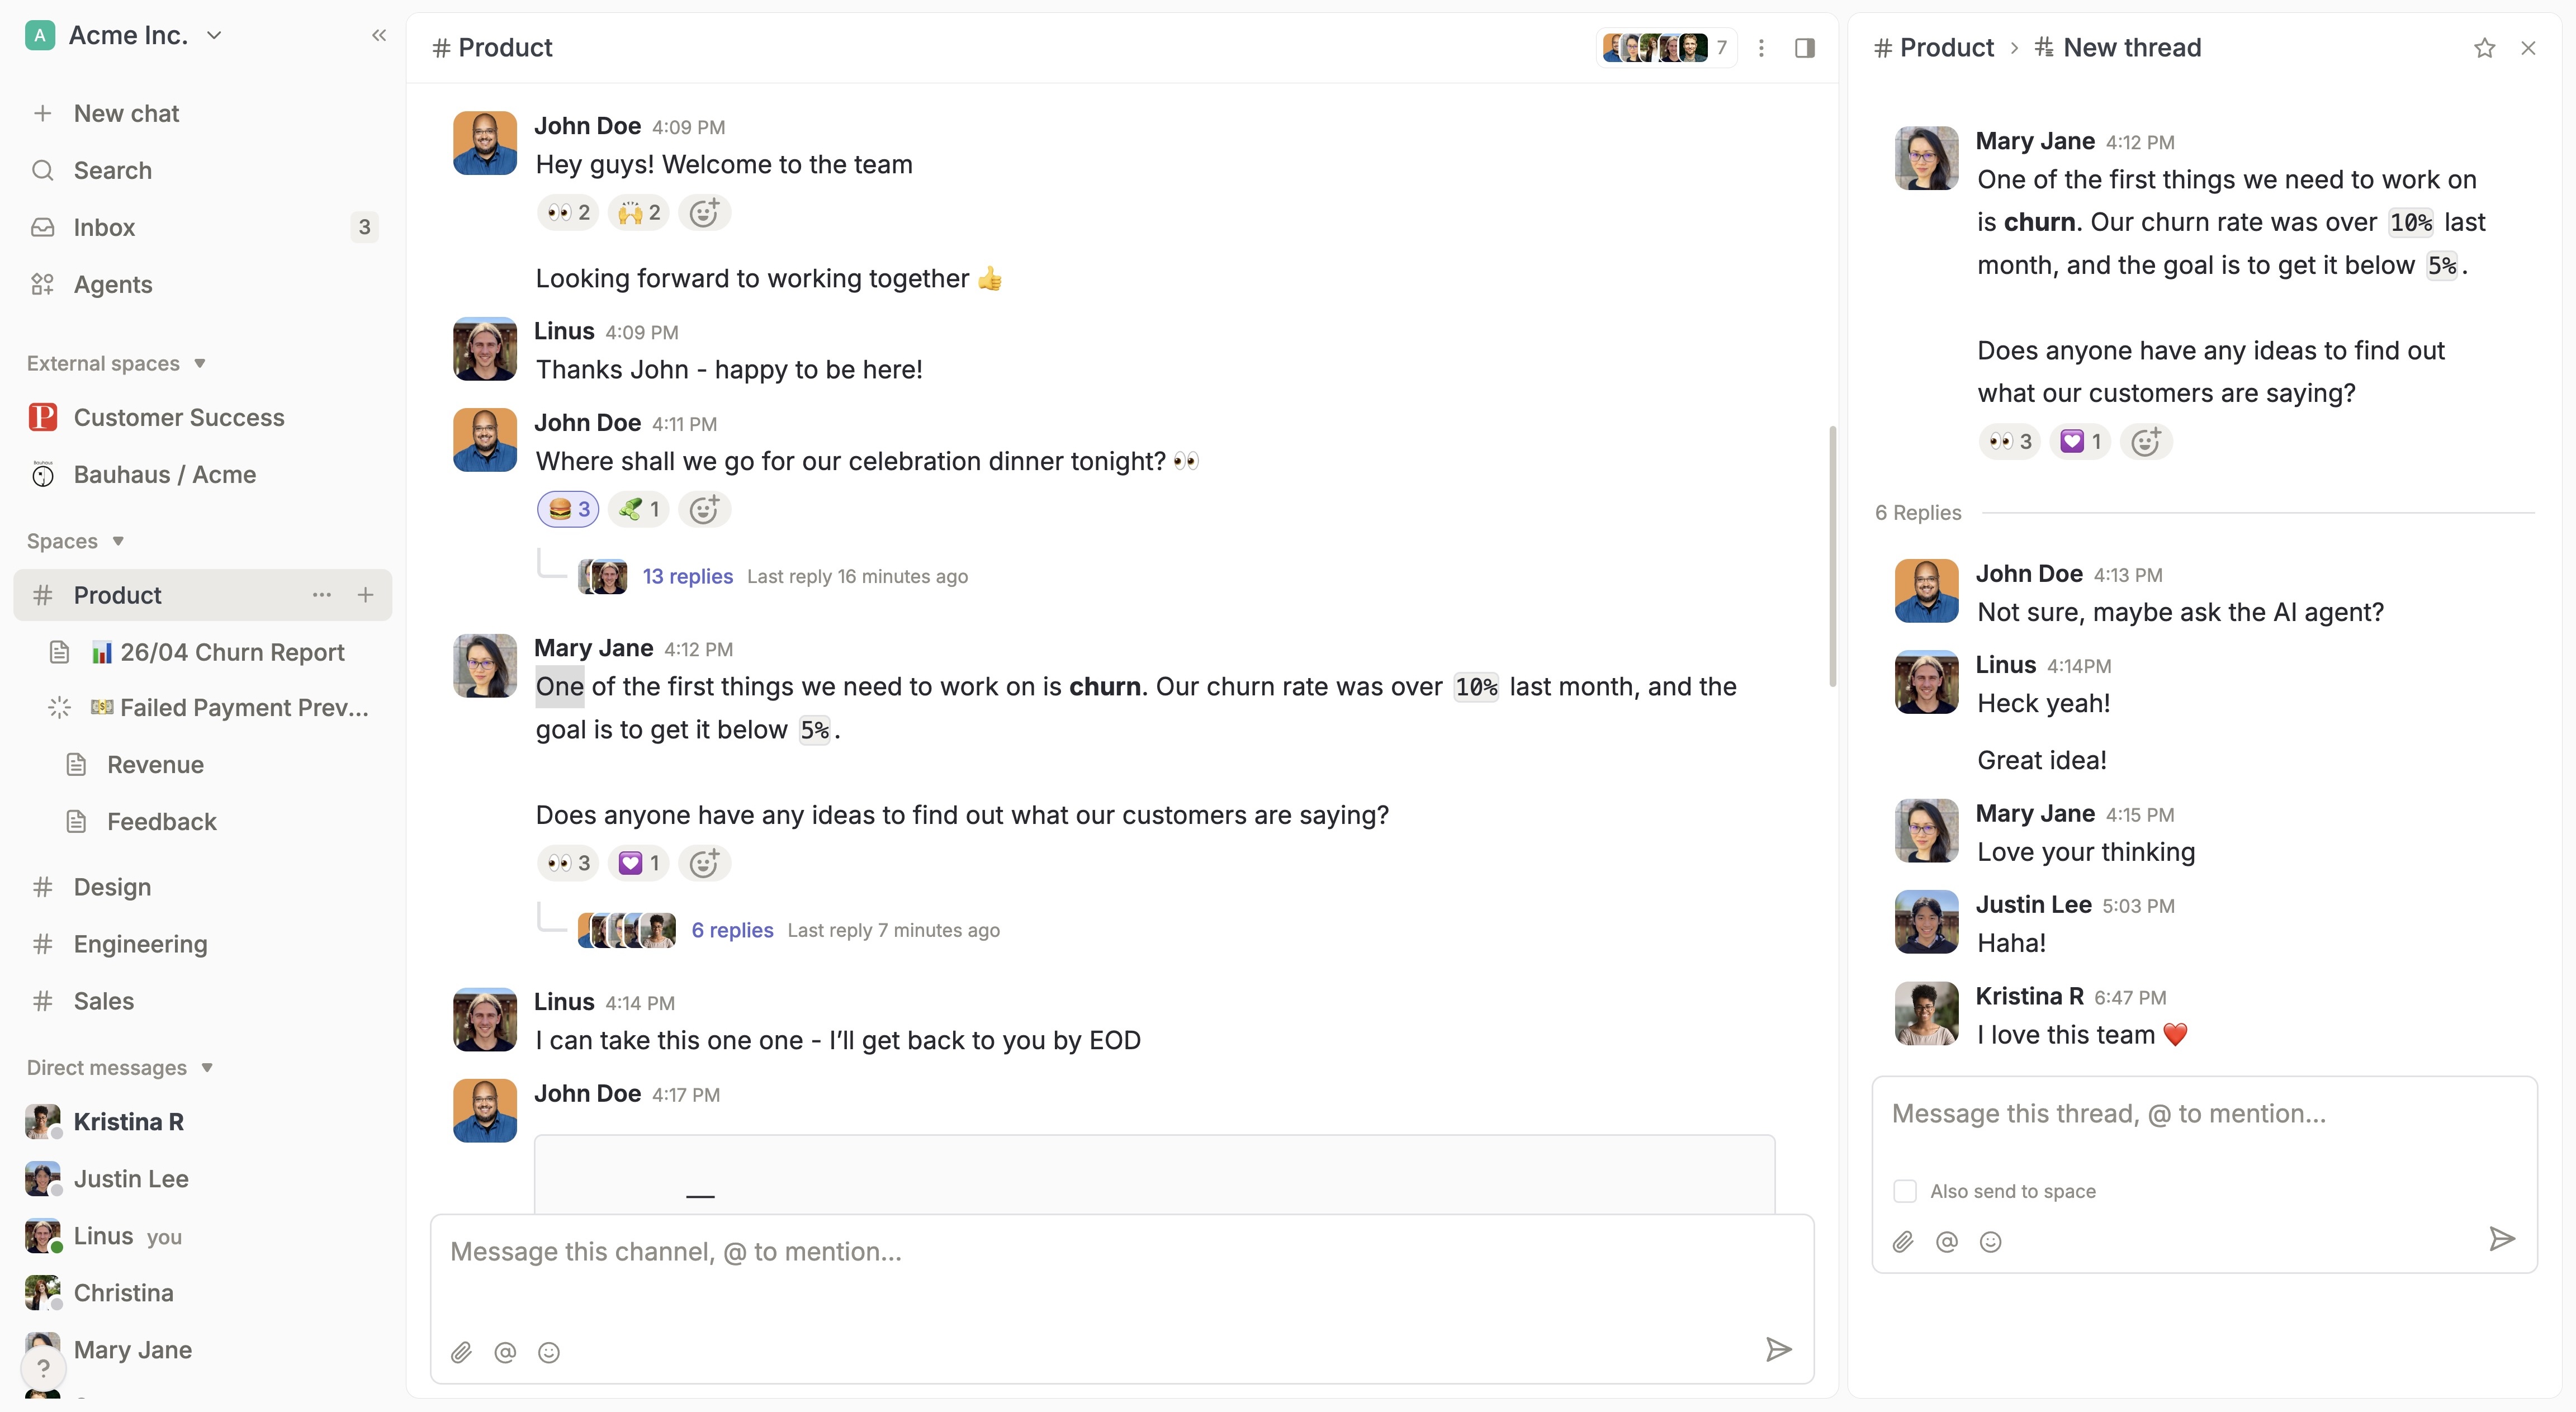 A Acme Inc.
New chat
Search
Inbox 3
Agents
External spaces
P Customer Success
Bauhaus / Acme
Spaces
# Product
26/04 Churn Report
Failed Payment Prev...
Revenue
Feedback
# Design
# Engineering
# Sales
Direct messages
Kristina R
Justin Lee
Linus you
Christina
Mary Jane
?
# Product 7
John Doe 4:09 PM
Hey guys! Welcome to the team
👀 2 🙌 2
Looking forward to working together 👍
Linus 4:09 PM
Thanks John - happy to be here!
John Doe 4:11 PM
Where shall we go for our celebration dinner tonight? 👀
🍔 3 🥒 1
13 replies Last reply 16 minutes ago
Mary Jane 4:12 PM
One of the first things we need to work on is churn. Our churn rate was over 10% last month, and the
goal is to get it below 5%.
Does anyone have any ideas to find out what our customers are saying?
👀 3 💟 1
6 replies Last reply 7 minutes ago
Linus 4:14 PM
I can take this one one - I’ll get back to you by EOD
John Doe 4:17 PM
Message this channel, @ to mention...
# Product > New thread
Mary Jane 4:12 PM
One of the first things we need to work on
is churn. Our churn rate was over 10% last
month, and the goal is to get it below 5%.
Does anyone have any ideas to find out
what our customers are saying?
👀 3 💟 1
6 Replies
John Doe 4:13 PM
Not sure, maybe ask the AI agent?
Linus 4:14PM
Heck yeah!
Great idea!
Mary Jane 4:15 PM
Love your thinking
Justin Lee 5:03 PM
Haha!
Kristina R 6:47 PM
I love this team ❤️
Message this thread, @ to mention...
Also send to space